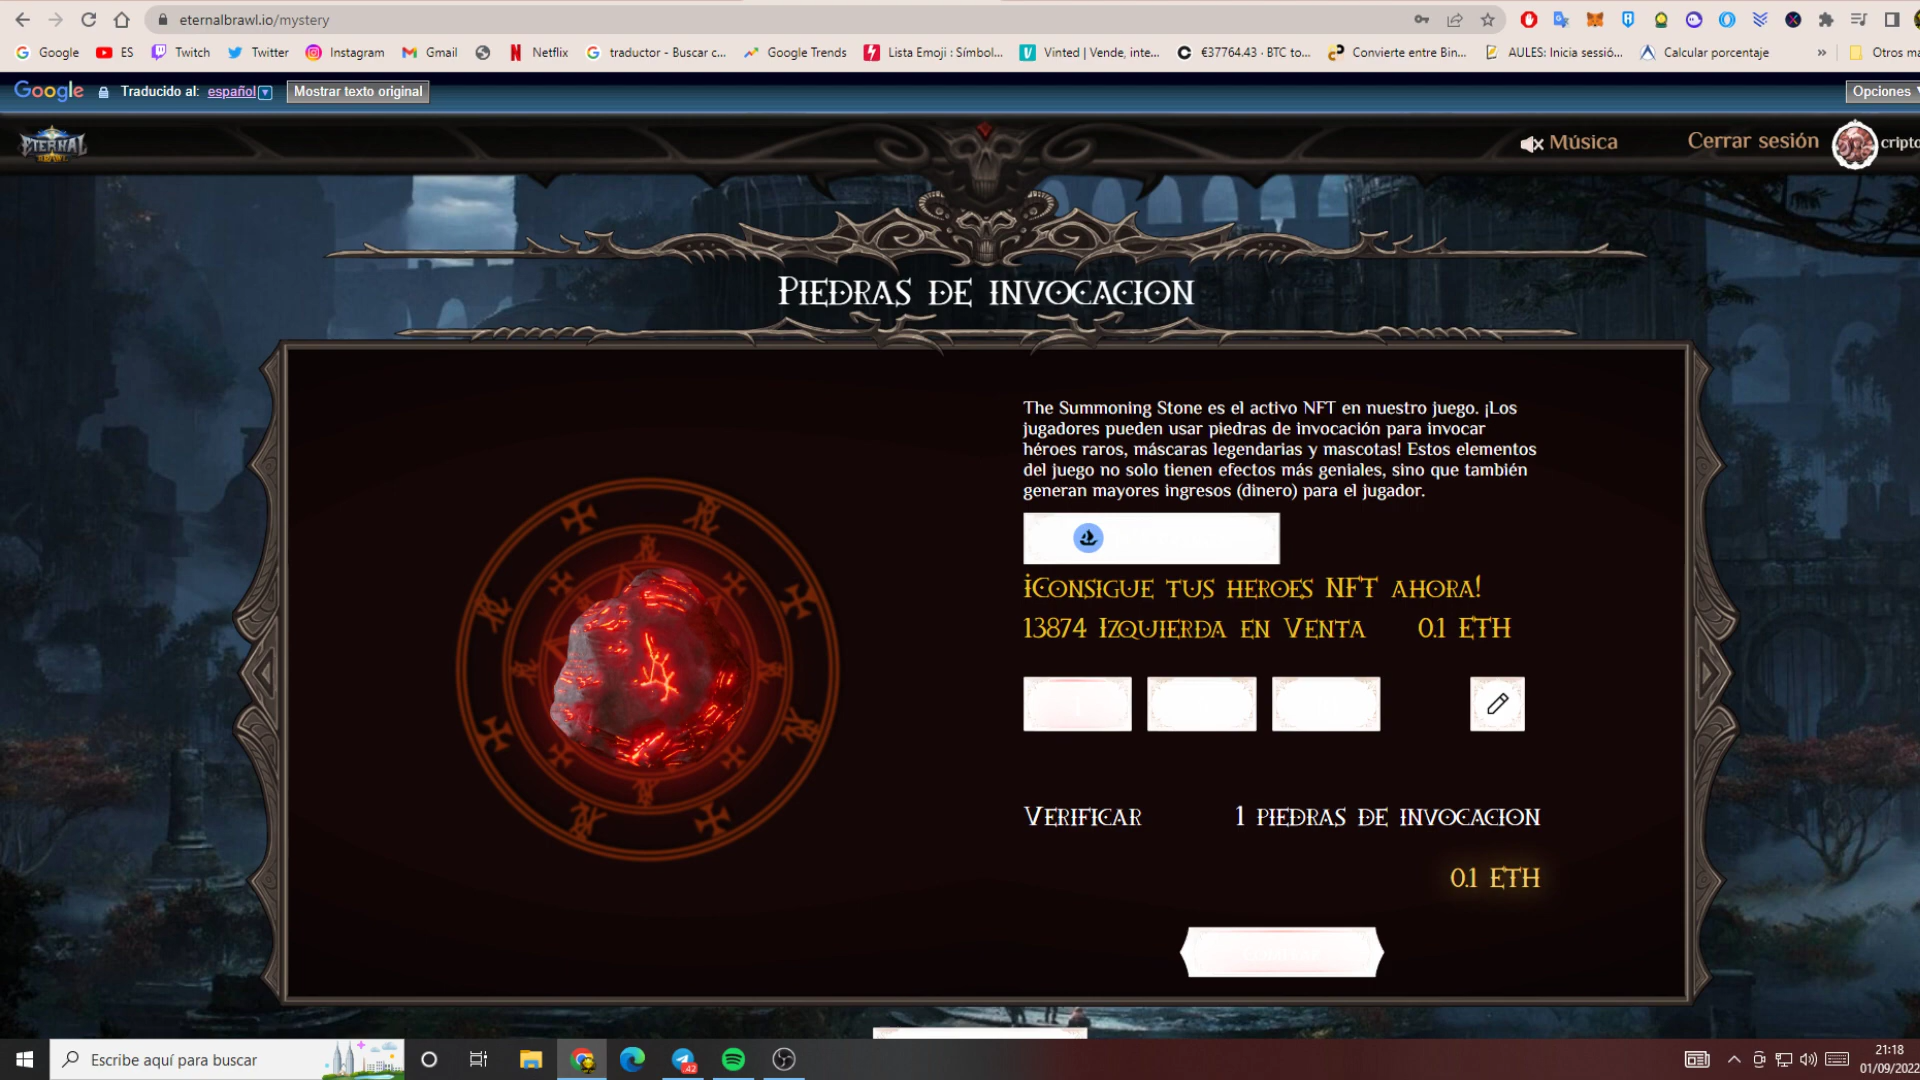 eternalbrawl.io/mystery
Google ES Twitch Twitter Instagram Gmail Netflix traductor - Buscar c... Google Trends Lista Emoji : Símbol... Vinted | Vende, inte... €37764.43 · BTC to... Convierte entre Bin... AULES: Inicia sessió... Calcular porcentaje » Otros ma
Google Traducido al: español Mostrar texto original Opciones
ETERNAL
BRAWL
Música Cerrar sesión cripto
Piedras de invocacion
The Summoning Stone es el activo NFT en nuestro juego. ¡Los
jugadores pueden usar piedras de invocación para invocar
héroes raros, máscaras legendarias y mascotas! Estos elementos
del juego no solo tienen efectos más geniales, sino que también
generan mayores ingresos (dinero) para el jugador.
¡Consigue tus heroes NFT ahora!
13874 Izquierda en Venta 0.1 ETH
Verificar 1 piedras de invocacion
0.1 ETH
Escribe aquí para buscar
42
21:18
01/09/2022